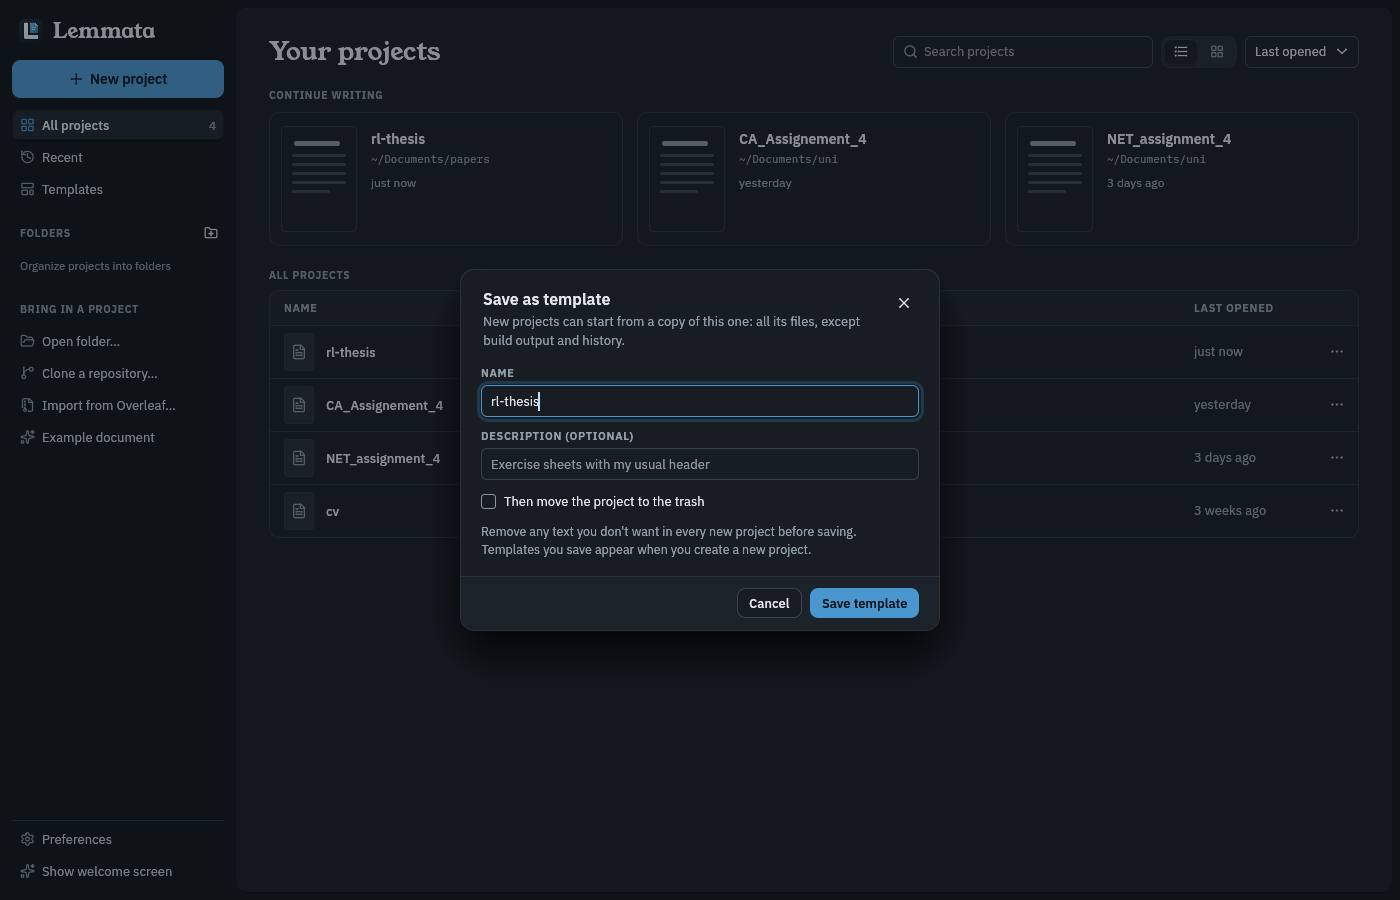 Lemmata
New project
All projects 4
Recent
Templates
FOLDERS
Organize projects into folders
BRING IN A PROJECT
Open folder...
Clone a repository...
Import from Overleaf...
Example document
Preferences
Show welcome screen
Your projects
Search projects
Last opened
CONTINUE WRITING
rl-thesis
~/Documents/papers
just now
CA_Assignement_4
~/Documents/uni
yesterday
NET_assignment_4
~/Documents/uni
3 days ago
ALL PROJECTS
NAME LAST OPENED
rl-thesis just now
CA_Assignement_4 yesterday
NET_assignment_4 3 days ago
cv 3 weeks ago
Save as template
New projects can start from a copy of this one: all its files, except
build output and history.
NAME
rl-thesis
DESCRIPTION (OPTIONAL)
Exercise sheets with my usual header
Then move the project to the trash
Remove any text you don't want in every new project before saving.
Templates you save appear when you create a new project.
Cancel Save template